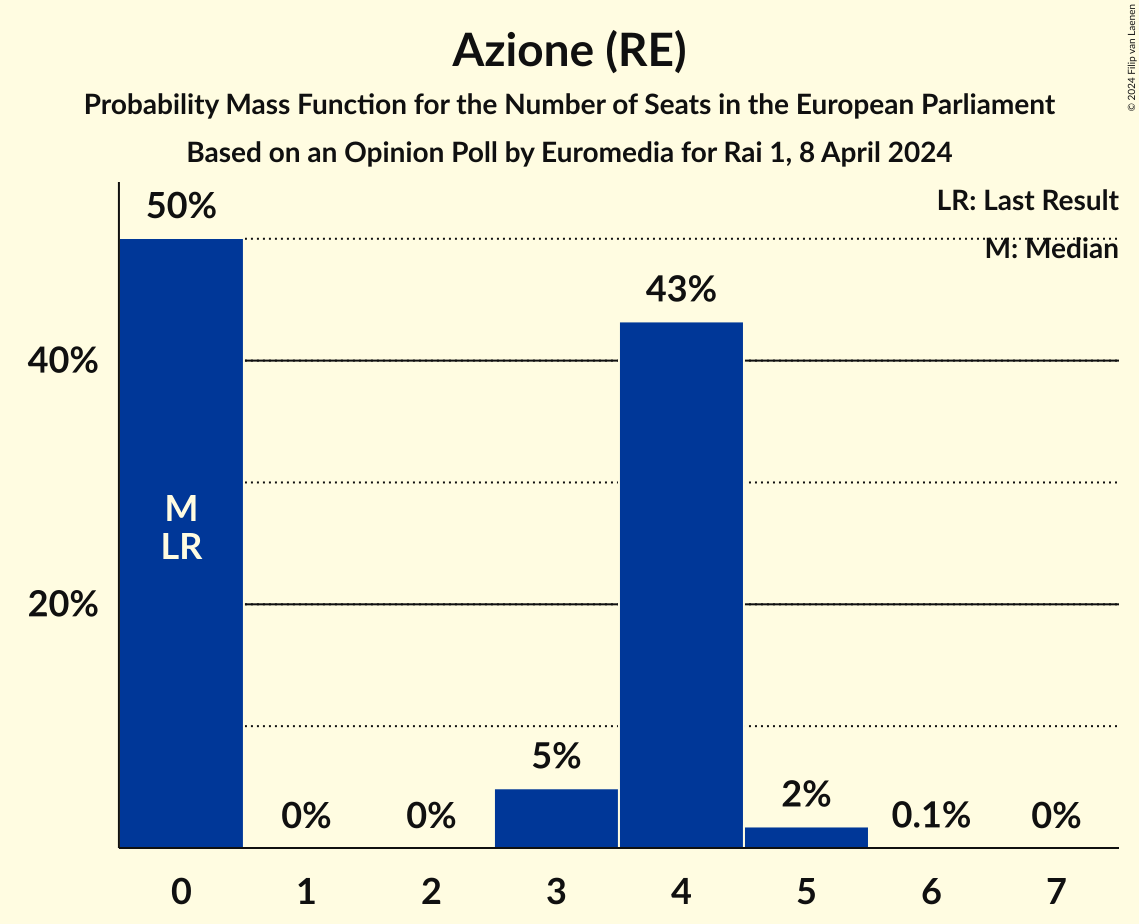 Azione (RE)
Probability Mass Function for the Number of Seats in the European Parliament
Based on an Opinion Poll by Euromedia for Rai 1, 8 April 2024
© 2024 Filip van Laenen
LR: Last Result
M: Median
50%
43%
40%
M
LR
20%
5%
2%
0%
0%
0.1%
0%
0
1
2
3
4
5
6
7